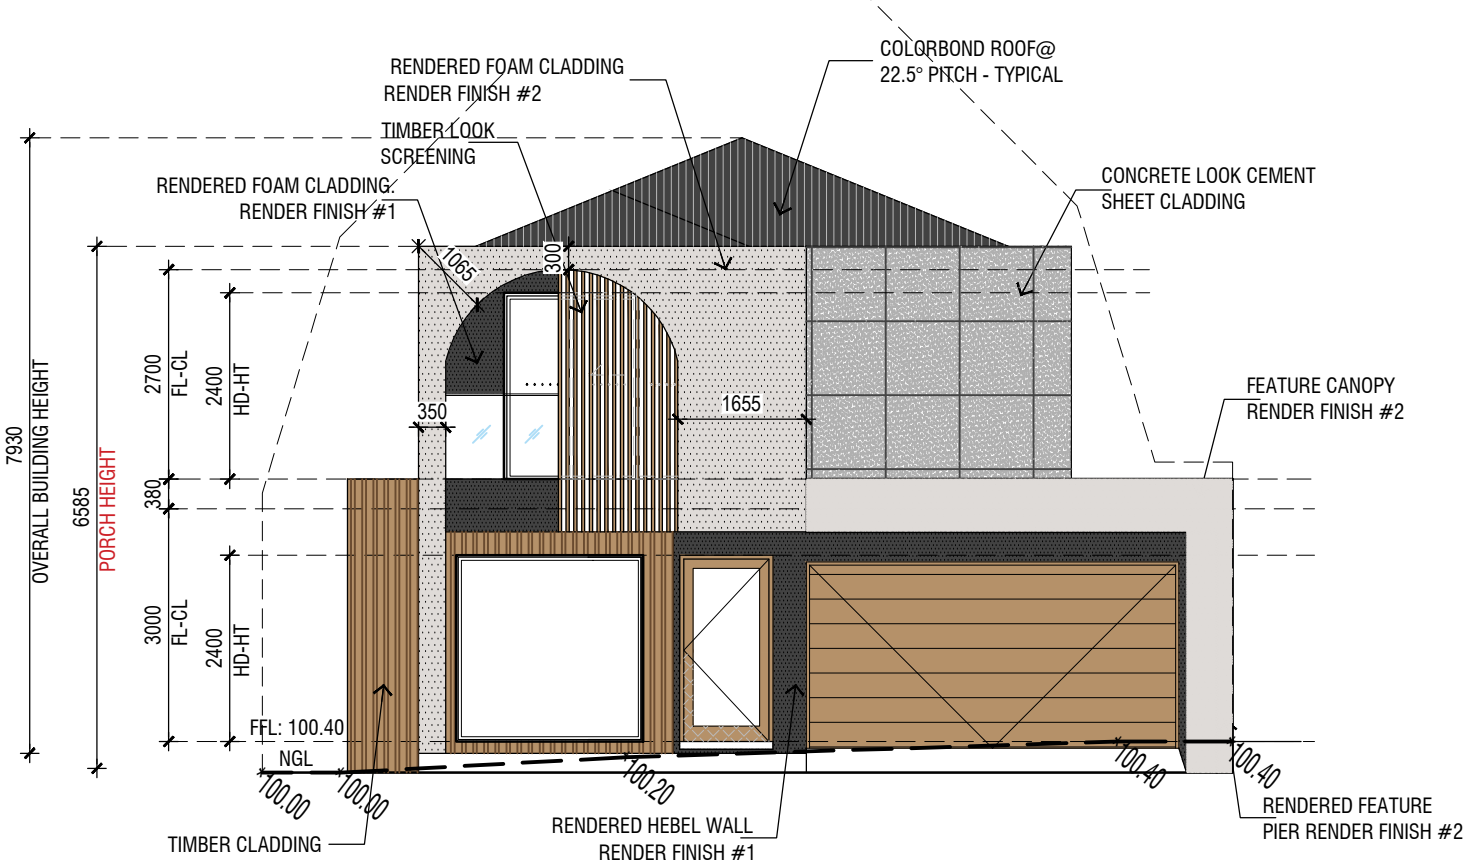 COLORBOND ROOF@
22.5° PITCH - TYPICAL
RENDERED FOAM CLADDING
RENDER FINISH #2
TIMBER LOOK
SCREENING
RENDERED FOAM CLADDING.
RENDER FINISH #1
CONCRETE LOOK CEMENT
SHEET CLADDING
FEATURE CANOPY
RENDER FINISH #2
7930
OVERALL BUILDING HEIGHT
6585
PORCH HEIGHT
2700
FL-CL
2400
HD-HT
380
3000
FL-CL
2400
HD-HT
1065
300
350
1655
FFL: 100.40
NGL
100.00
100.00
100.20
100.40
100.40
TIMBER CLADDING
RENDERED HEBEL WALL
RENDER FINISH #1
RENDERED FEATURE
PIER RENDER FINISH #2